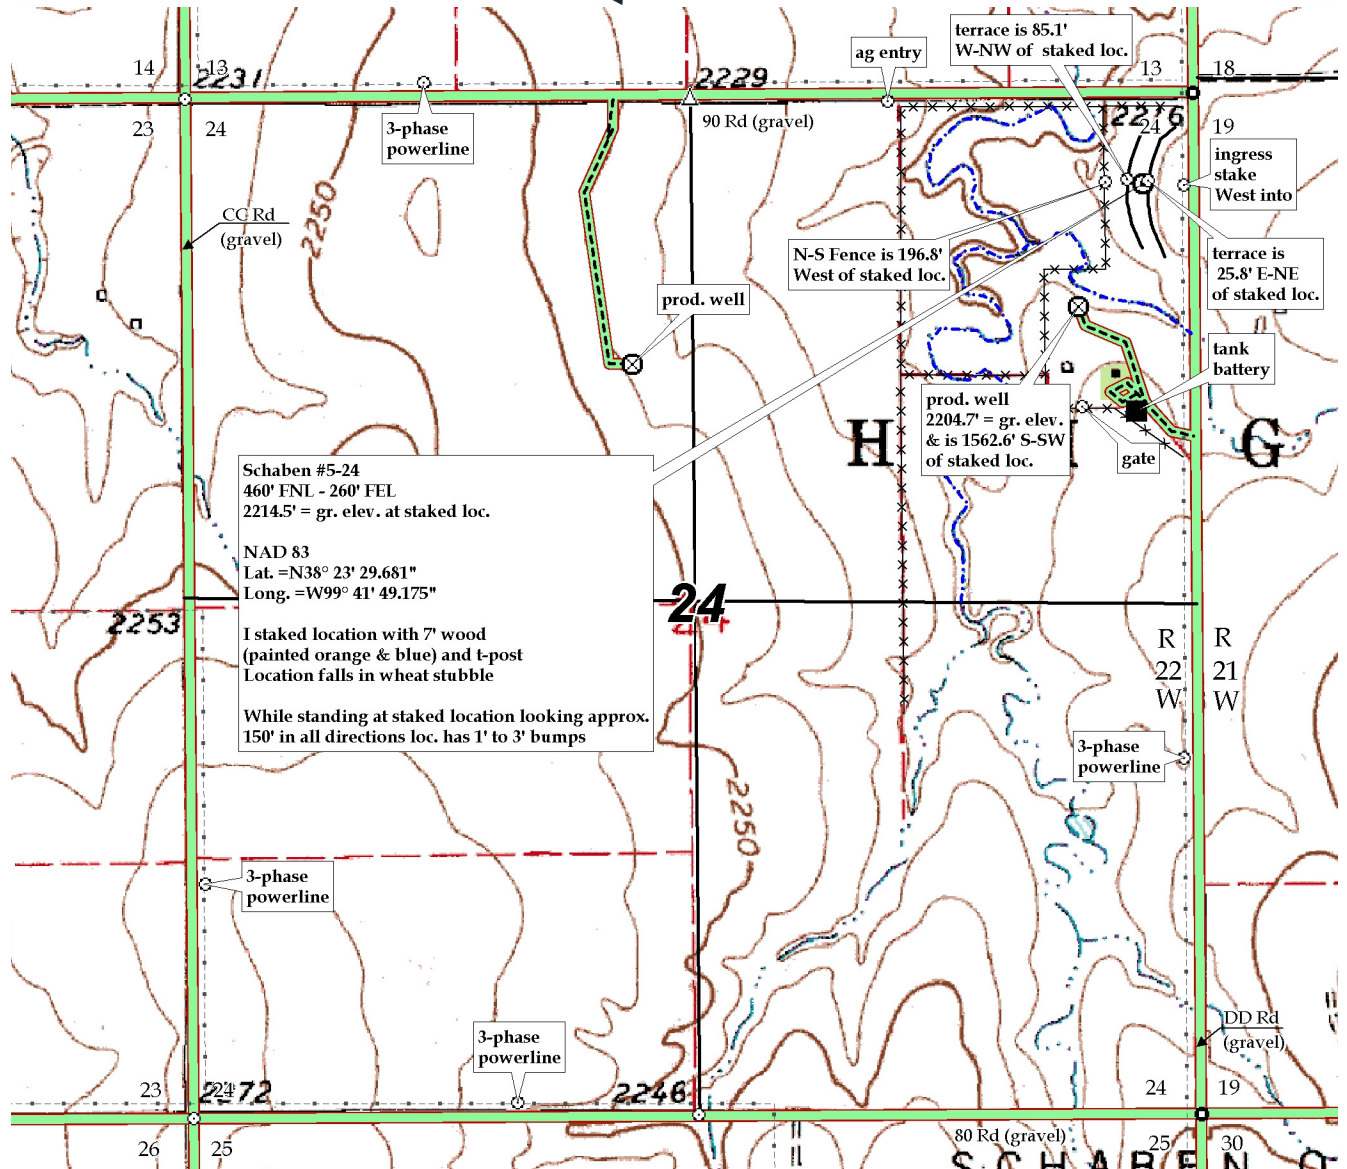 terrace is 85.1'
W-NW of staked loc.
ag entry
14
13
2231
2229
13
18
3-phase
powerline
90 Rd (gravel)
2216
23
24
24
19
ingress
stake
West into
2250
CC Rd
(gravel)
N-S Fence is 196.8'
West of staked loc.
terrace is
25.8' E-NE
of staked loc.
prod. well
tank
battery
prod. well
2204.7' = gr. elev.
& is 1562.6' S-SW
of staked loc.
H
G
gate
Schaben #5-24
460' FNL - 260' FEL
2214.5' = gr. elev. at staked loc.
NAD 83
Lat. =N38° 23' 29.681"
Long. =W99° 41' 49.175"
I staked location with 7' wood
(painted orange & blue) and t-post
Location falls in wheat stubble
While standing at staked location looking approx.
150' in all directions loc. has 1' to 3' bumps
24
2253
R
22
W
R
21
W
3-phase
powerline
2250
3-phase
powerline
3-phase
powerline
DD Rd
(gravel)
23
24
2272
2246
24
19
80 Rd (gravel)
26
25
25
30
SCHABEN